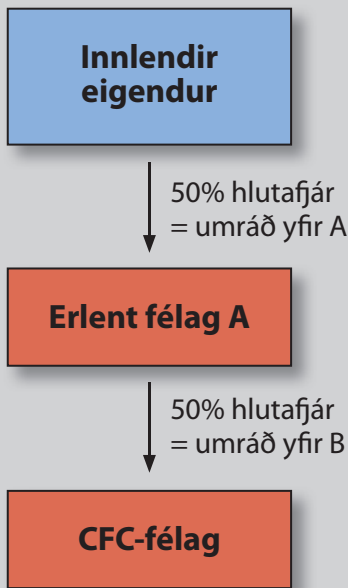 Innlendir
eigendur
50% hlutafjár
= umráð yfir A
Erlent félag A
50% hlutafjár
= umráð yfir B
CFC-félag